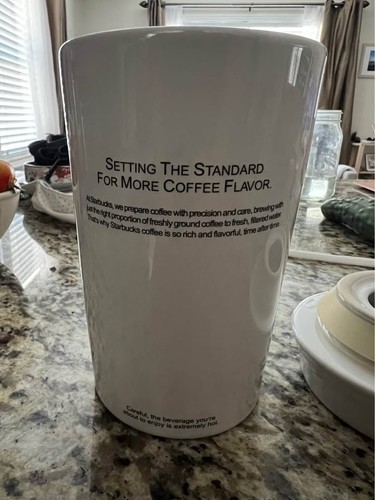 SETTING THE STANDARD
FOR MORE COFFEE FLAVOR.
At Starbucks, we prepare coffee with precision and care, brewing with
just the right proportion of freshly ground coffee to fresh, filtered water.
That's why Starbucks coffee is so rich and flavorful, time after time.
Careful, the beverage you're
about to enjoy is extremely hot.